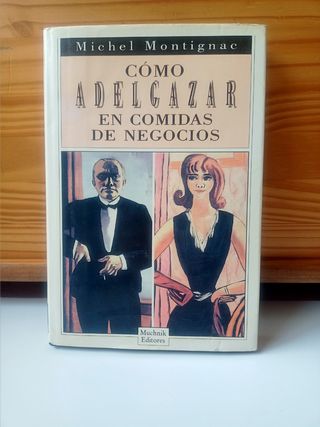 Michel Montignac
CÓMO
ADELGAZAR
EN COMIDAS
DE NEGOCIOS
Muchnik
Editores